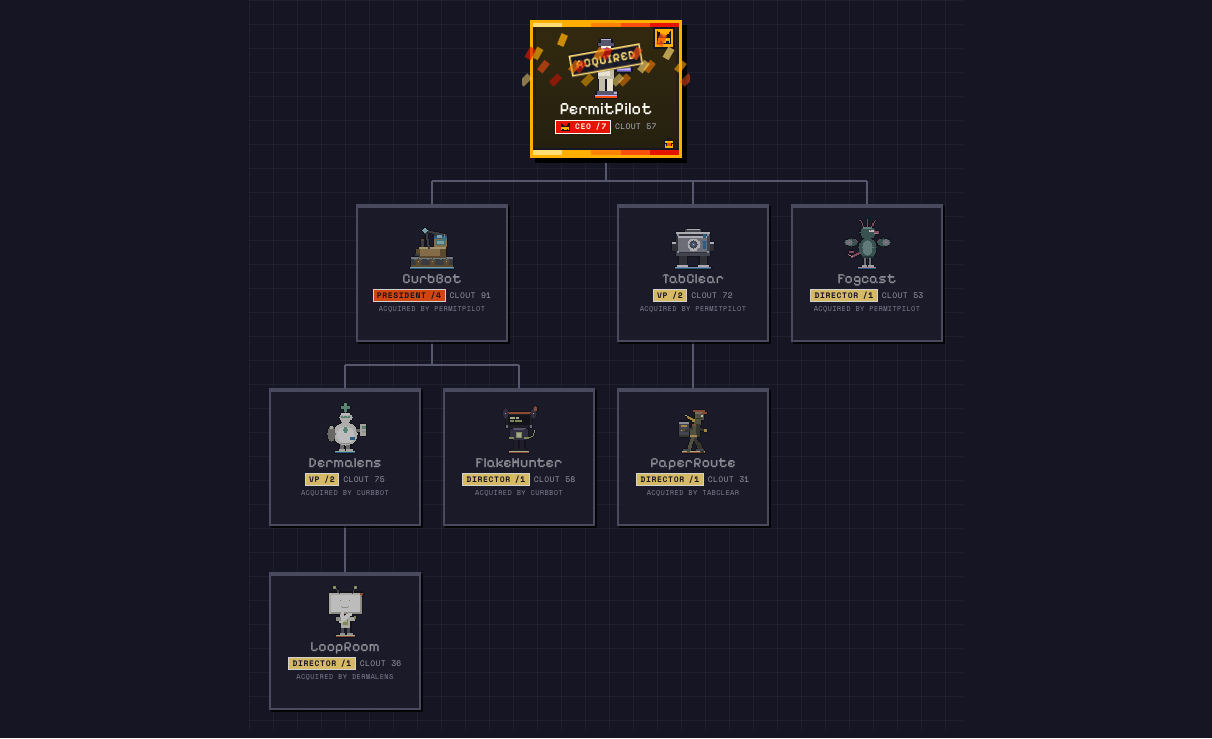 ACQUIRED
PermitPilot
CEO /7 CLOUT 57
CurbBot
PRESIDENT /4 CLOUT 91
ACQUIRED BY PERMITPILOT
TabClear
VP /2 CLOUT 72
ACQUIRED BY PERMITPILOT
Fogcast
DIRECTOR /1 CLOUT 53
ACQUIRED BY PERMITPILOT
Dermalens
VP /2 CLOUT 75
ACQUIRED BY CURBBOT
FlakeHunter
DIRECTOR /1 CLOUT 58
ACQUIRED BY CURBBOT
PaperRoute
DIRECTOR /1 CLOUT 31
ACQUIRED BY TABCLEAR
LoopRoom
DIRECTOR /1 CLOUT 36
ACQUIRED BY DERMALENS